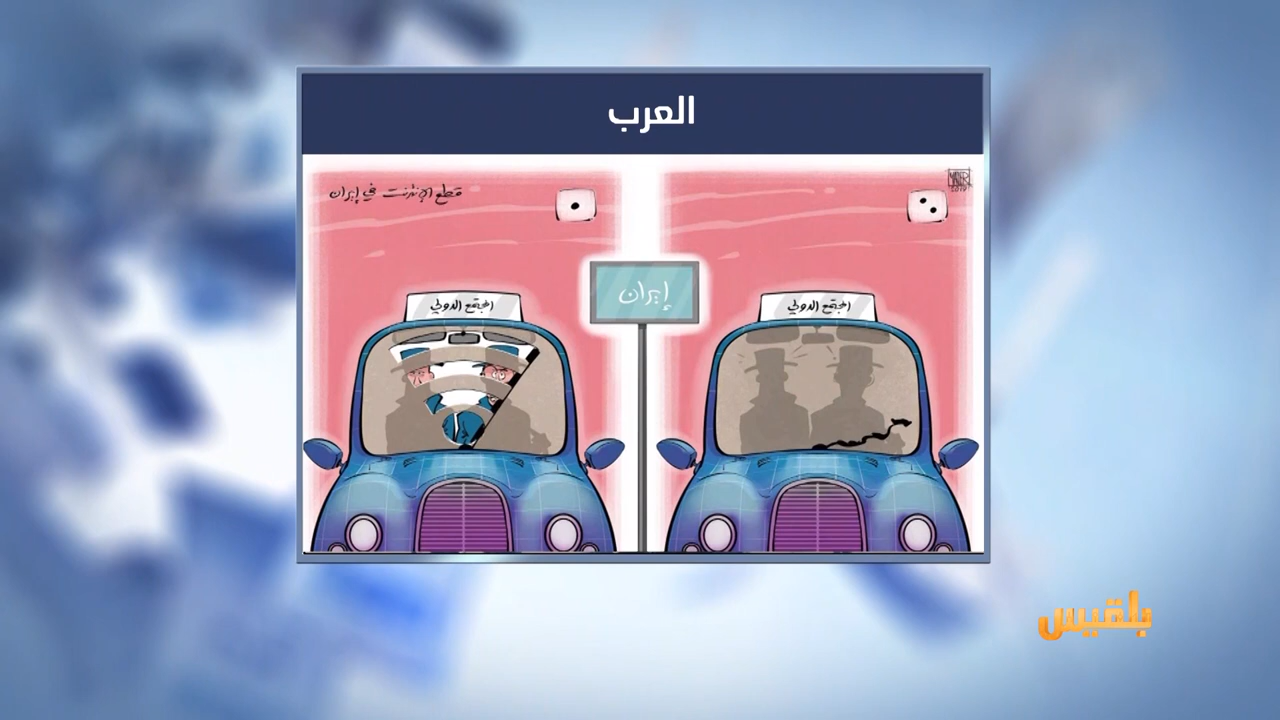 العرب
قطع الإنترنت في إيران
المجتمع الدولي
إيران
المجتمع الدولي
بلقيس